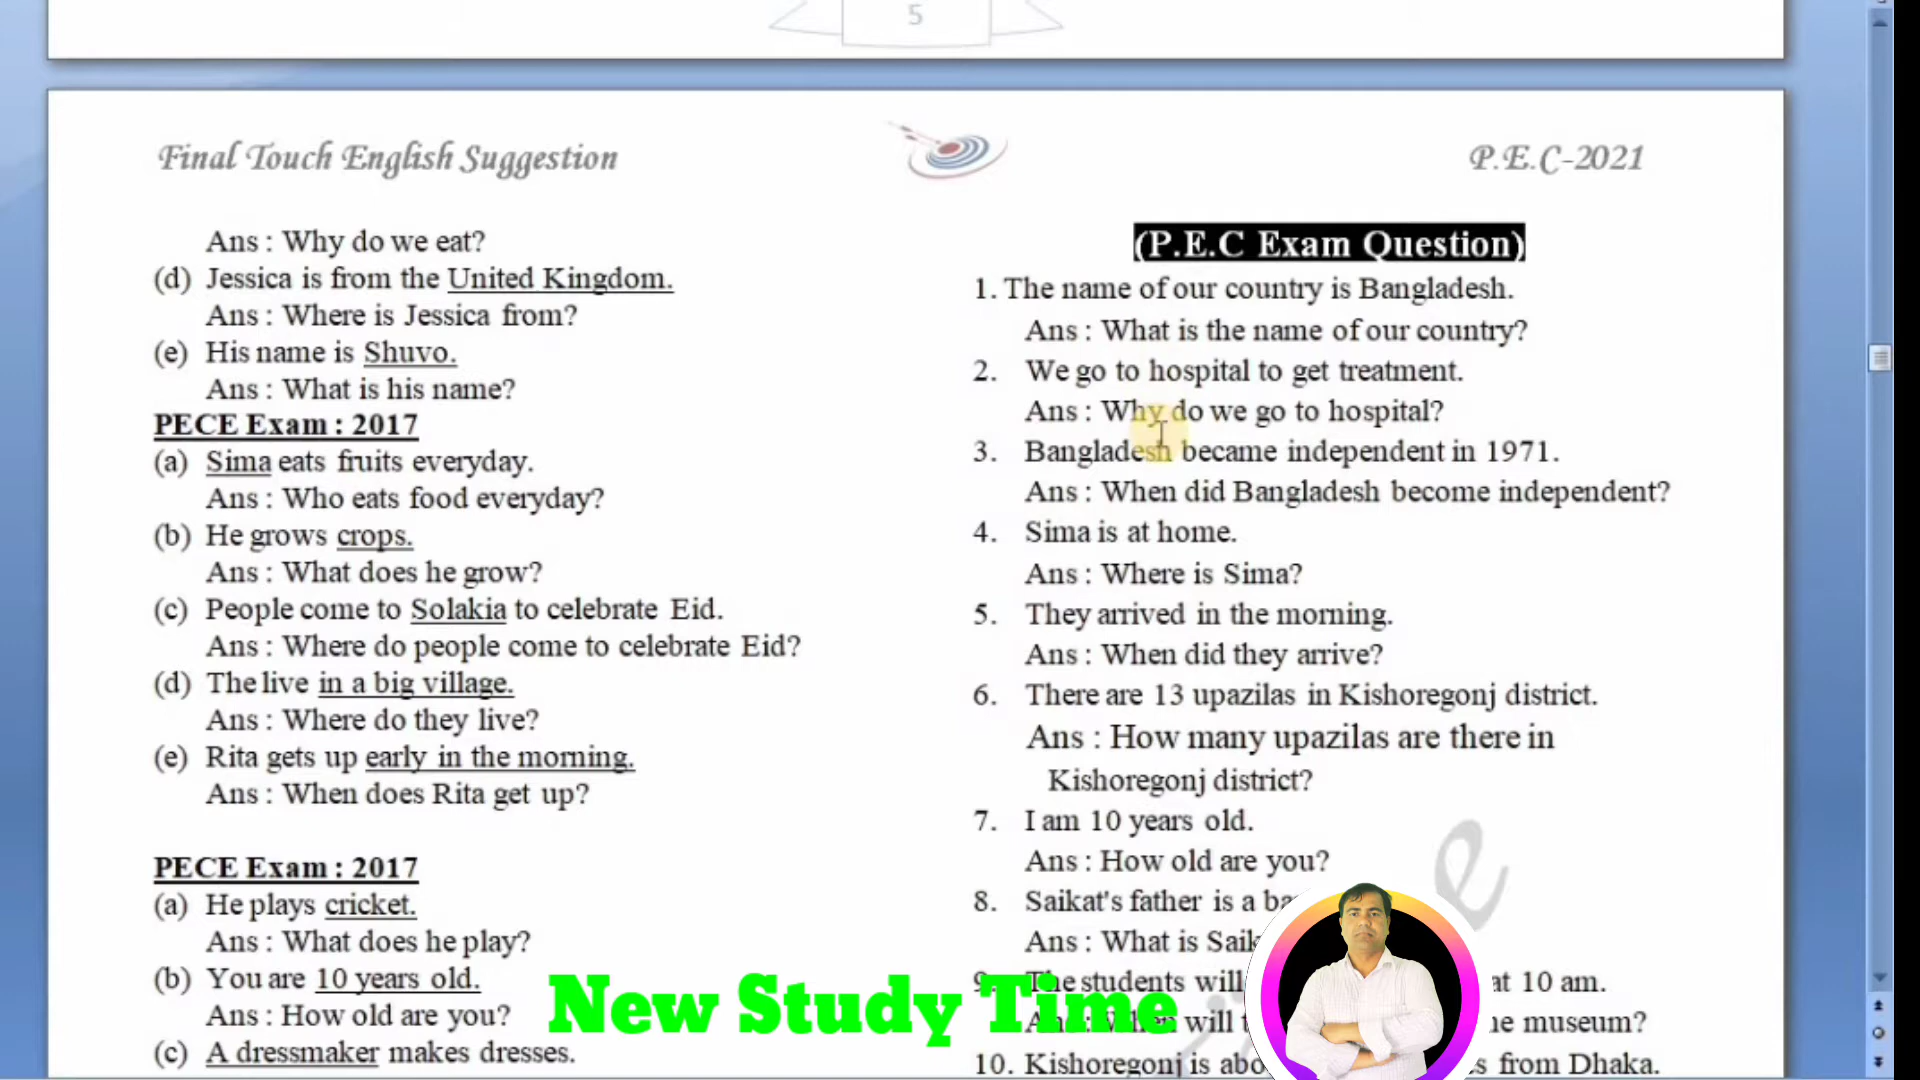 5
Final Touch English Suggestion
P.E.C-2021
Ans : Why do we eat?
(d) Jessica is from the United Kingdom.
Ans : Where is Jessica from?
(e) His name is Shuvo.
Ans : What is his name?
PECE Exam : 2017
(a) Sima eats fruits everyday.
Ans : Who eats food everyday?
(b) He grows crops.
Ans : What does he grow?
(c) People come to Solakia to celebrate Eid.
Ans : Where do people come to celebrate Eid?
(d) The live in a big village.
Ans : Where do they live?
(e) Rita gets up early in the morning.
Ans : When does Rita get up?
PECE Exam : 2017
(a) He plays cricket.
Ans : What does he play?
(b) You are 10 years old.
Ans : How old are you?
(c) A dressmaker makes dresses.
(P.E.C Exam Question)
1. The name of our country is Bangladesh.
Ans : What is the name of our country?
2. We go to hospital to get treatment.
Ans : Why do we go to hospital?
3. Bangladesh became independent in 1971.
Ans : When did Bangladesh become independent?
4. Sima is at home.
Ans : Where is Sima?
5. They arrived in the morning.
Ans : When did they arrive?
6. There are 13 upazilas in Kishoregonj district.
Ans : How many upazilas are there in
Kishoregonj district?
7. I am 10 years old.
Ans : How old are you?
8. Saikat's father is a
Ans : What is
9. The students will at 10 am.
Ans : When will museum?
10. Kishoregonj is from Dhaka.
New Study Time